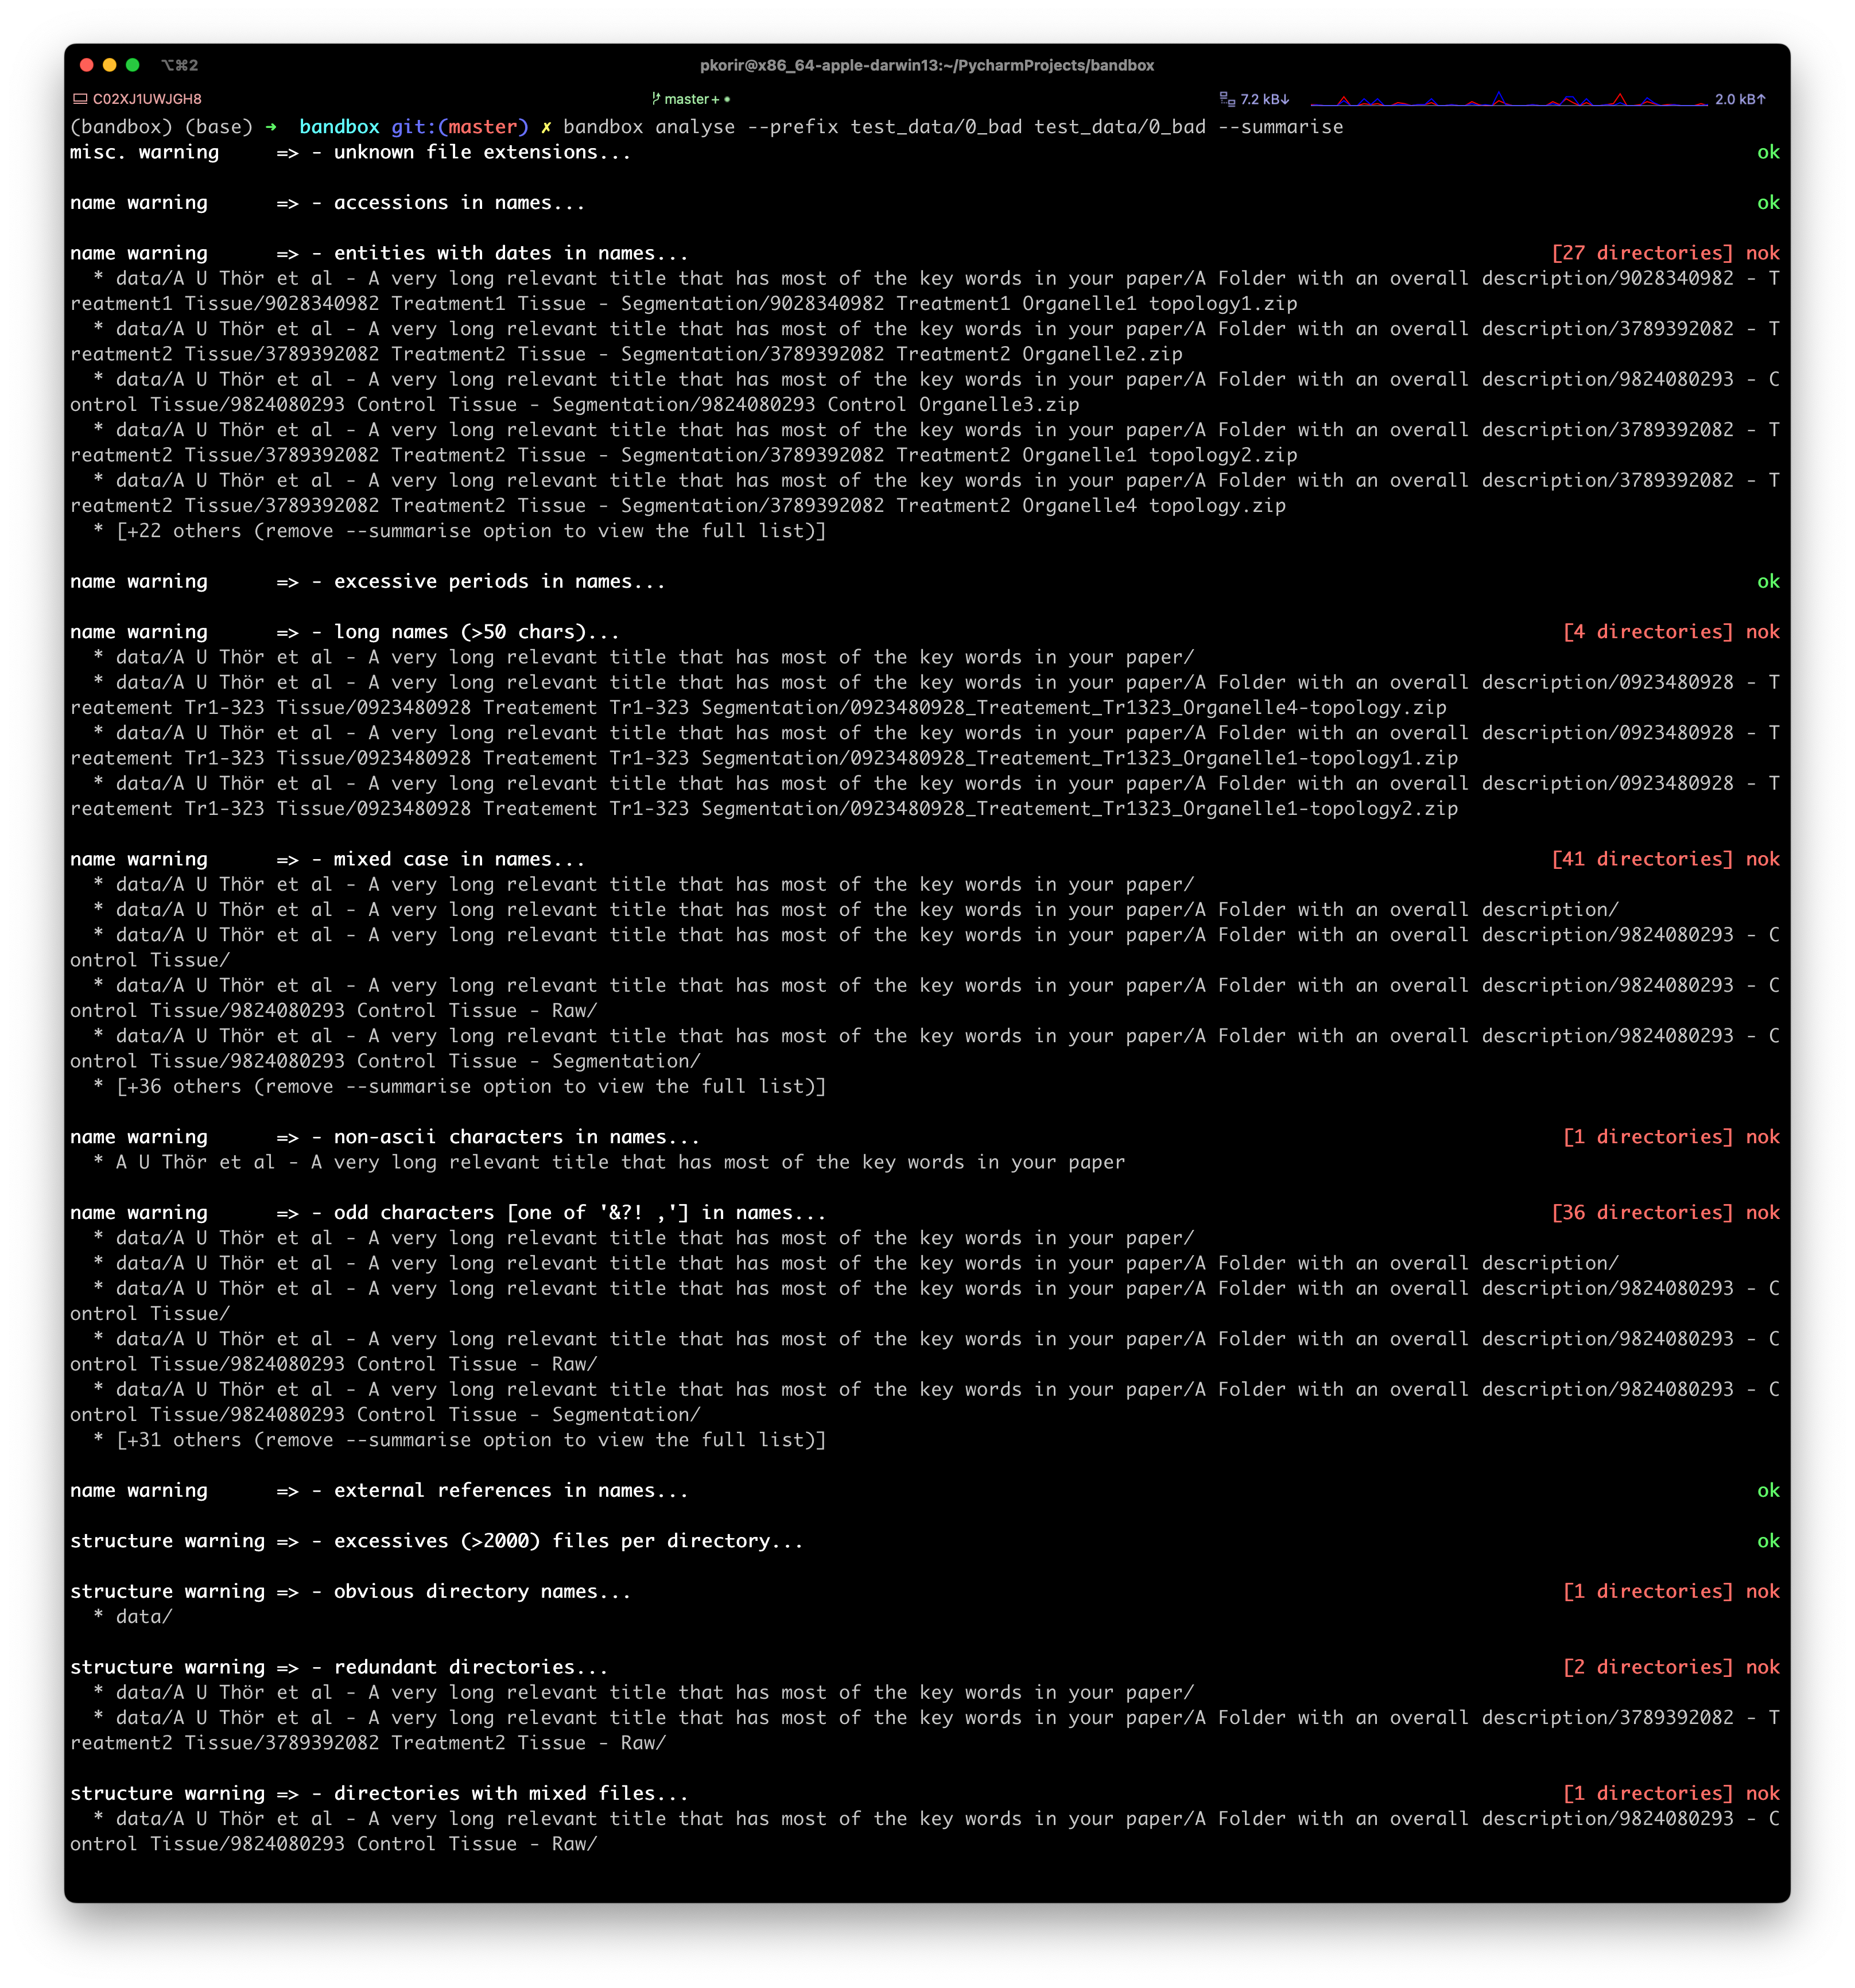 ⌥⌘2
pkorir@x86_64-apple-darwin13:~/PycharmProjects/bandbox
C02XJ1UWJGH8 master+ • 7.2 kB↓ 2.0 kB↑
(bandbox) (base) ➜  bandbox git:(master) ✗ bandbox analyse --prefix test_data/0_bad test_data/0_bad --summarise
misc. warning     => - unknown file extensions... ok
name warning      => - accessions in names... ok
name warning      => - entities with dates in names... [27 directories] nok
  * data/A U Thör et al - A very long relevant title that has most of the key words in your paper/A Folder with an overall description/9028340982 - T
reatment1 Tissue/9028340982 Treatment1 Tissue - Segmentation/9028340982 Treatment1 Organelle1 topology1.zip
  * data/A U Thör et al - A very long relevant title that has most of the key words in your paper/A Folder with an overall description/3789392082 - T
reatment2 Tissue/3789392082 Treatment2 Tissue - Segmentation/3789392082 Treatment2 Organelle2.zip
  * data/A U Thör et al - A very long relevant title that has most of the key words in your paper/A Folder with an overall description/9824080293 - C
ontrol Tissue/9824080293 Control Tissue - Segmentation/9824080293 Control Organelle3.zip
  * data/A U Thör et al - A very long relevant title that has most of the key words in your paper/A Folder with an overall description/3789392082 - T
reatment2 Tissue/3789392082 Treatment2 Tissue - Segmentation/3789392082 Treatment2 Organelle1 topology2.zip
  * data/A U Thör et al - A very long relevant title that has most of the key words in your paper/A Folder with an overall description/3789392082 - T
reatment2 Tissue/3789392082 Treatment2 Tissue - Segmentation/3789392082 Treatment2 Organelle4 topology.zip
  * [+22 others (remove --summarise option to view the full list)]
name warning      => - excessive periods in names... ok
name warning      => - long names (>50 chars)... [4 directories] nok
  * data/A U Thör et al - A very long relevant title that has most of the key words in your paper/
  * data/A U Thör et al - A very long relevant title that has most of the key words in your paper/A Folder with an overall description/0923480928 - T
reatement Tr1-323 Tissue/0923480928 Treatement Tr1-323 Segmentation/0923480928_Treatement_Tr1323_Organelle4-topology.zip
  * data/A U Thör et al - A very long relevant title that has most of the key words in your paper/A Folder with an overall description/0923480928 - T
reatement Tr1-323 Tissue/0923480928 Treatement Tr1-323 Segmentation/0923480928_Treatement_Tr1323_Organelle1-topology1.zip
  * data/A U Thör et al - A very long relevant title that has most of the key words in your paper/A Folder with an overall description/0923480928 - T
reatement Tr1-323 Tissue/0923480928 Treatement Tr1-323 Segmentation/0923480928_Treatement_Tr1323_Organelle1-topology2.zip
name warning      => - mixed case in names... [41 directories] nok
  * data/A U Thör et al - A very long relevant title that has most of the key words in your paper/
  * data/A U Thör et al - A very long relevant title that has most of the key words in your paper/A Folder with an overall description/
  * data/A U Thör et al - A very long relevant title that has most of the key words in your paper/A Folder with an overall description/9824080293 - C
ontrol Tissue/
  * data/A U Thör et al - A very long relevant title that has most of the key words in your paper/A Folder with an overall description/9824080293 - C
ontrol Tissue/9824080293 Control Tissue - Raw/
  * data/A U Thör et al - A very long relevant title that has most of the key words in your paper/A Folder with an overall description/9824080293 - C
ontrol Tissue/9824080293 Control Tissue - Segmentation/
  * [+36 others (remove --summarise option to view the full list)]
name warning      => - non-ascii characters in names... [1 directories] nok
  * A U Thör et al - A very long relevant title that has most of the key words in your paper
name warning      => - odd characters [one of '&?! ,'] in names... [36 directories] nok
  * data/A U Thör et al - A very long relevant title that has most of the key words in your paper/
  * data/A U Thör et al - A very long relevant title that has most of the key words in your paper/A Folder with an overall description/
  * data/A U Thör et al - A very long relevant title that has most of the key words in your paper/A Folder with an overall description/9824080293 - C
ontrol Tissue/
  * data/A U Thör et al - A very long relevant title that has most of the key words in your paper/A Folder with an overall description/9824080293 - C
ontrol Tissue/9824080293 Control Tissue - Raw/
  * data/A U Thör et al - A very long relevant title that has most of the key words in your paper/A Folder with an overall description/9824080293 - C
ontrol Tissue/9824080293 Control Tissue - Segmentation/
  * [+31 others (remove --summarise option to view the full list)]
name warning      => - external references in names... ok
structure warning => - excessives (>2000) files per directory... ok
structure warning => - obvious directory names... [1 directories] nok
  * data/
structure warning => - redundant directories... [2 directories] nok
  * data/A U Thör et al - A very long relevant title that has most of the key words in your paper/
  * data/A U Thör et al - A very long relevant title that has most of the key words in your paper/A Folder with an overall description/3789392082 - T
reatment2 Tissue/3789392082 Treatment2 Tissue - Raw/
structure warning => - directories with mixed files... [1 directories] nok
  * data/A U Thör et al - A very long relevant title that has most of the key words in your paper/A Folder with an overall description/9824080293 - C
ontrol Tissue/9824080293 Control Tissue - Raw/